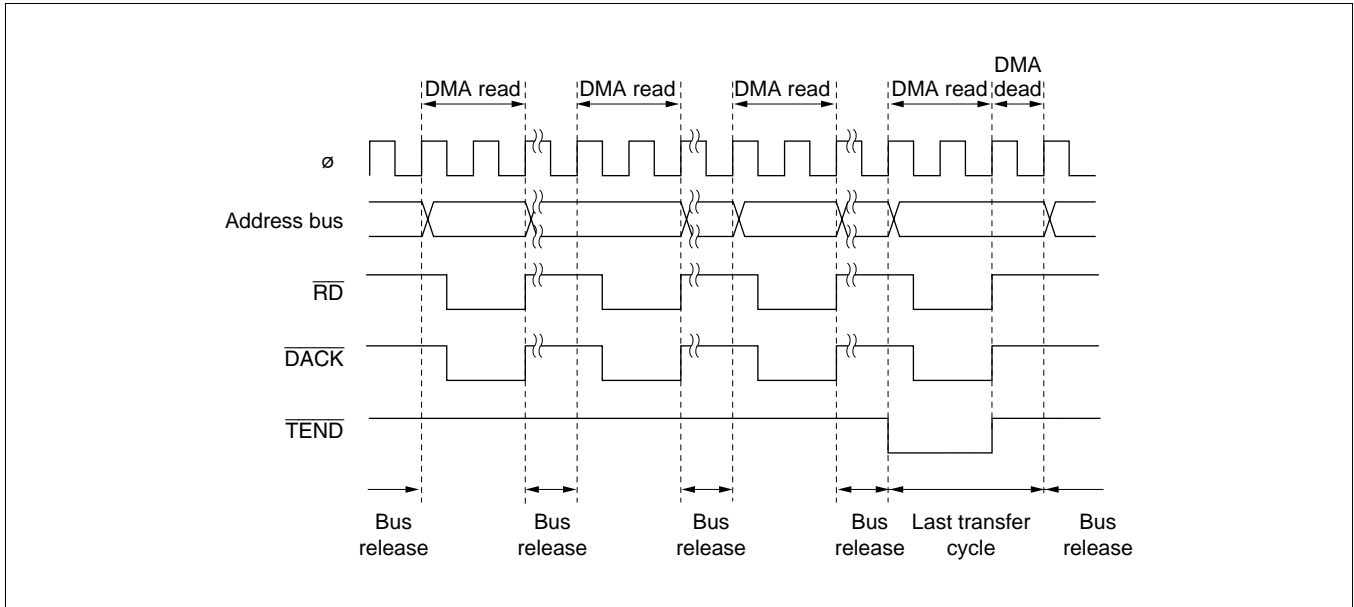 DMA
DMA read DMA read DMA read DMA read dead
ø
Address bus
RD
DACK
TEND
Bus Bus Bus Bus Last transfer Bus
release release release release cycle release